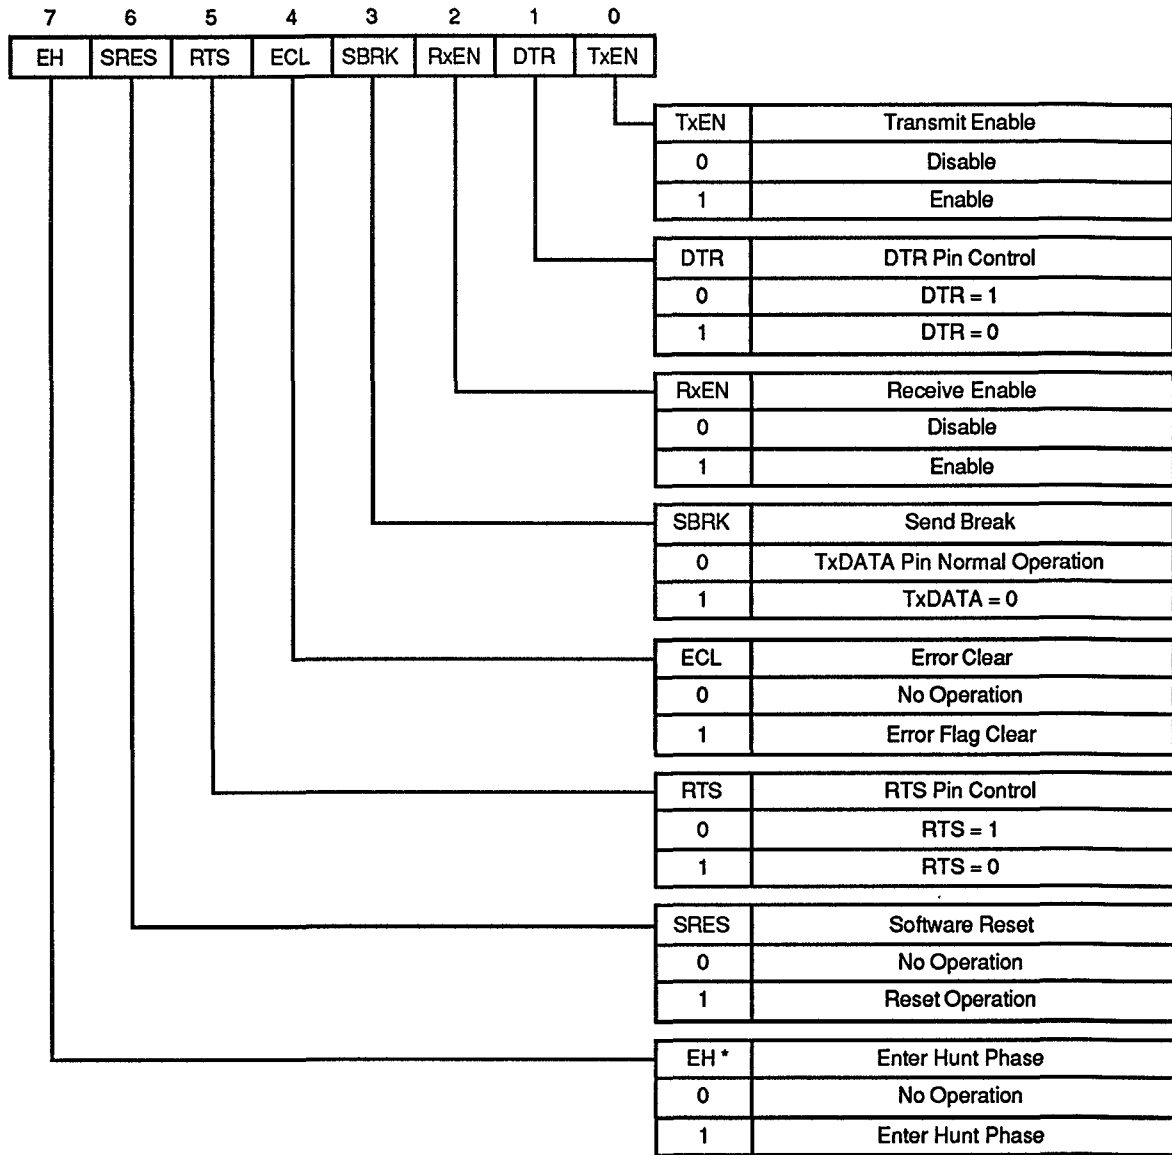 7 6 5 4 3 2 1 0
EH SRES RTS ECL SBRK RxEN DTR TxEN
TxEN Transmit Enable
0 Disable
1 Enable
DTR DTR Pin Control
0 DTR = 1
1 DTR = 0
RxEN Receive Enable
0 Disable
1 Enable
SBRK Send Break
0 TxDATA Pin Normal Operation
1 TxDATA = 0
ECL Error Clear
0 No Operation
1 Error Flag Clear
RTS RTS Pin Control
0 RTS = 1
1 RTS = 0
SRES Software Reset
0 No Operation
1 Reset Operation
EH * Enter Hunt Phase
0 No Operation
1 Enter Hunt Phase